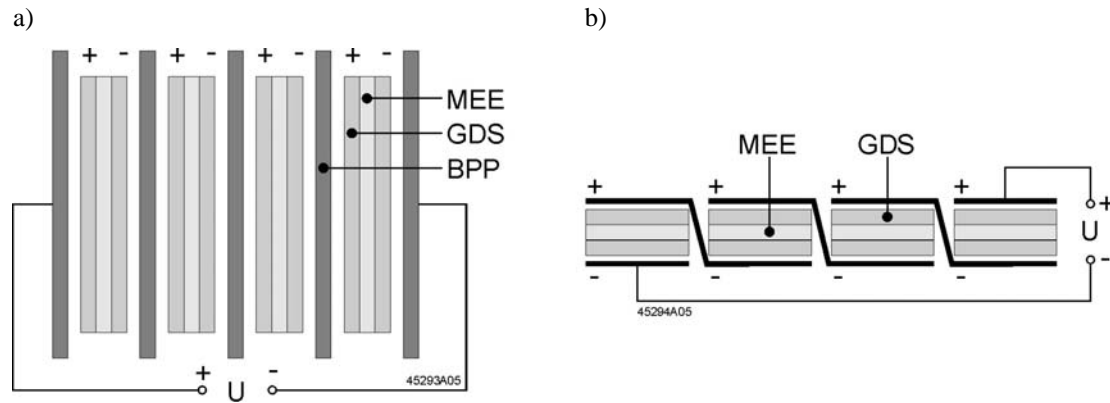 a)
+ - + - + - + -
MEE
GDS
BPP
+ U -
45293A05
b)
MEE GDS
+ + + +
+
U
-
- - - -
45294A05